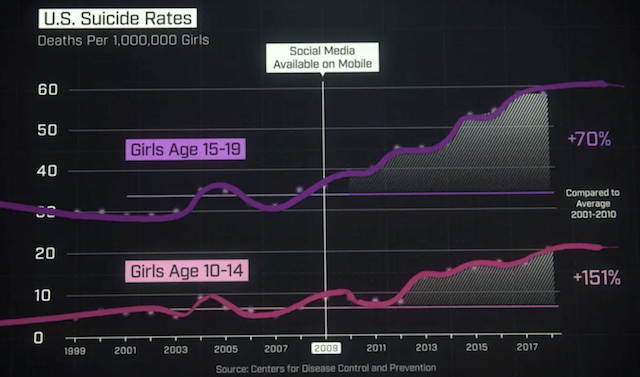 U.S. Suicide Rates
Deaths Per 1,000,000 Girls
Social Media
Available on Mobile
60
50
Girls Age 15-19
+70%
40
Compared to
Average
2001-2010
30
20
Girls Age 10-14
+151%
10
0
1999 2001 2003 2005 2007 2009 2011 2013 2015 2017
Source: Centers for Disease Control and Prevention